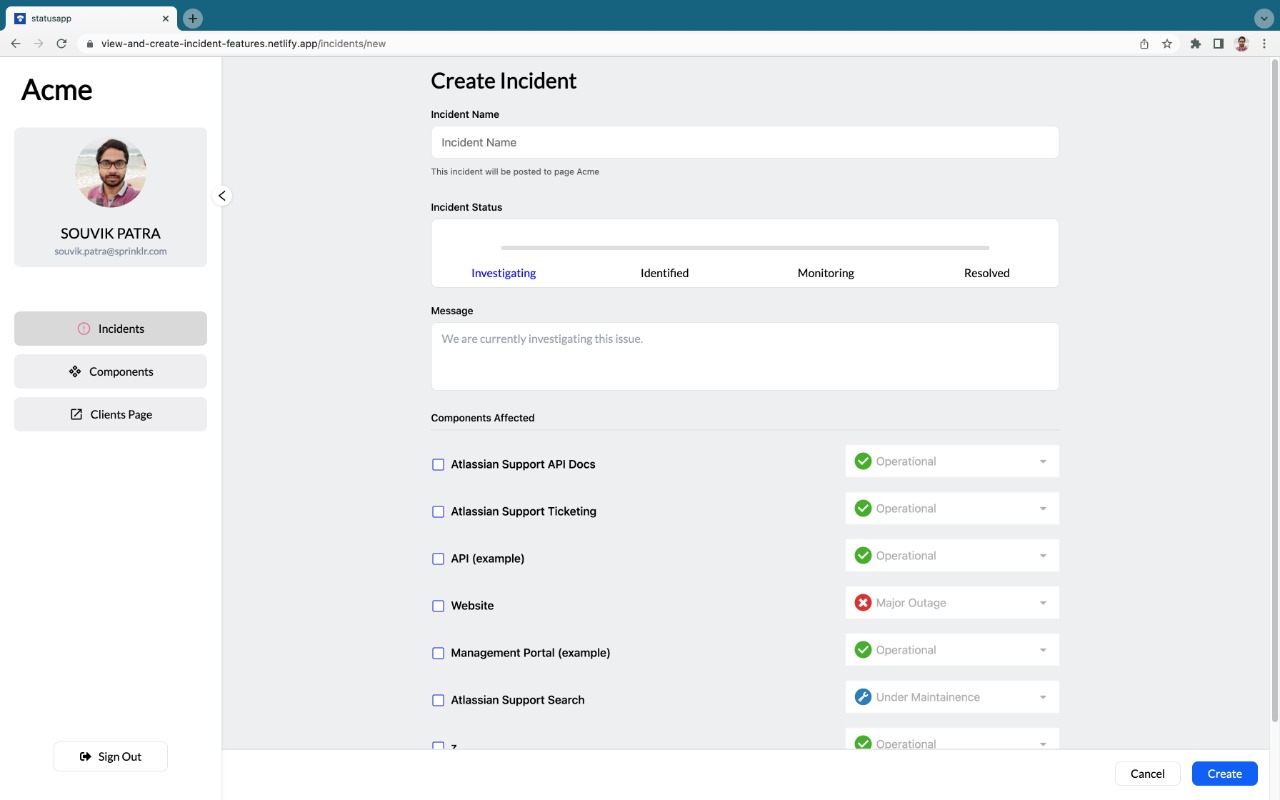 statusapp
view-and-create-incident-features.netlify.app/incidents/new
Acme
SOUVIK PATRA
souvik.patra@sprinklr.com
Incidents
Components
Clients Page
Sign Out
Create Incident
Incident Name
Incident Name
This incident will be posted to page Acme
Incident Status
Investigating Identified Monitoring Resolved
Message
We are currently investigating this issue.
Components Affected
Atlassian Support API Docs Operational
Atlassian Support Ticketing Operational
API (example) Operational
Website Major Outage
Management Portal (example) Operational
Atlassian Support Search Under Maintainence
z Operational
Cancel Create